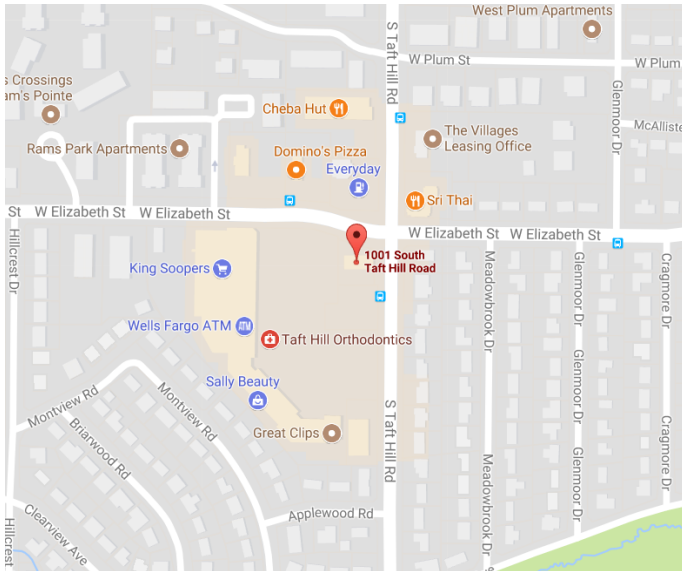 West Plum Apartments
S Taft Hill Rd
W Plum St
W Plum
s Crossings
am's Pointe
Cheba Hut
Glenmoor Dr
McAlliste
The Villages
Leasing Office
Rams Park Apartments
Domino's Pizza
Everyday
Sri Thai
St
W Elizabeth St
W Elizabeth St
W Elizabeth St
W Elizabeth St
Hillcrest Dr
1001 South
Taft Hill Road
King Soopers
Meadowbrook Dr
Glenmoor Dr
Cragmore Dr
Wells Fargo ATM
ATM
Taft Hill Orthodontics
Sally Beauty
Montview Rd
Montview Rd
Great Clips
S Taft Hill Rd
Briarwood Rd
Meadowbrook Dr
Glenmoor Dr
Cragmore Dr
Applewood Rd
Clearview Ave
Hillcrest